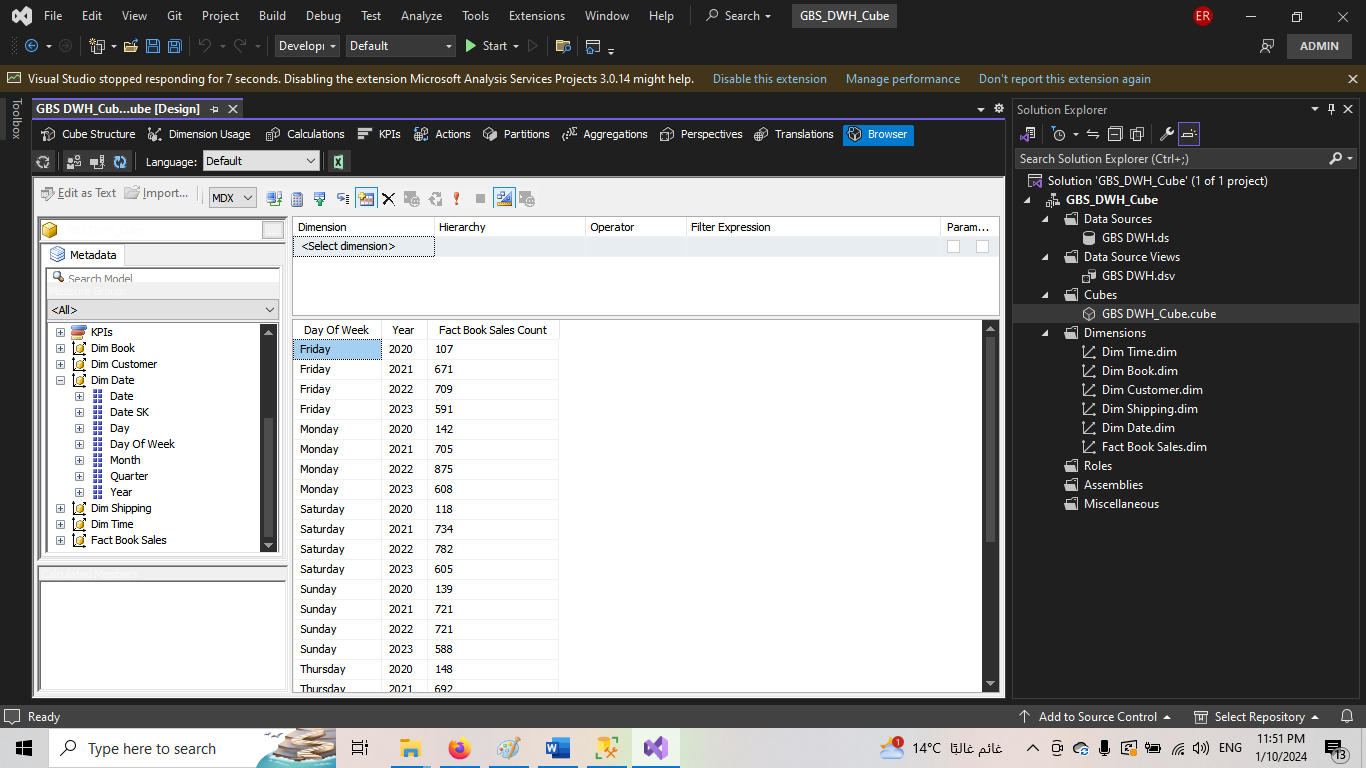 File Edit View Git Project Build Debug Test Analyze Tools Extensions Window Help Search GBS_DWH_Cube ER
Developı Default Start ADMIN
Visual Studio stopped responding for 7 seconds. Disabling the extension Microsoft Analysis Services Projects 3.0.14 might help. Disable this extension Manage performance Don't report this extension again
Toolbox
GBS DWH_Cub...ube [Design]
Cube Structure Dimension Usage Calculations KPIs Actions Partitions Aggregations Perspectives Translations Browser
Language: Default
Edit as Text Import... MDX
Metadata
Search Model
<All>
KPIs
Dim Book
Dim Customer
Dim Date
Date
Date SK
Day
Day Of Week
Month
Quarter
Year
Dim Shipping
Dim Time
Fact Book Sales
Dimension Hierarchy Operator Filter Expression Param...
<Select dimension>
Day Of Week Year Fact Book Sales Count
Friday 2020 107
Friday 2021 671
Friday 2022 709
Friday 2023 591
Monday 2020 142
Monday 2021 705
Monday 2022 875
Monday 2023 608
Saturday 2020 118
Saturday 2021 734
Saturday 2022 782
Saturday 2023 605
Sunday 2020 139
Sunday 2021 721
Sunday 2022 721
Sunday 2023 588
Thursday 2020 148
Thursday 2021 692
Solution Explorer
Search Solution Explorer (Ctrl+;)
Solution 'GBS_DWH_Cube' (1 of 1 project)
GBS_DWH_Cube
Data Sources
GBS DWH.ds
Data Source Views
GBS DWH.dsv
Cubes
GBS DWH_Cube.cube
Dimensions
Dim Time.dim
Dim Book.dim
Dim Customer.dim
Dim Shipping.dim
Dim Date.dim
Fact Book Sales.dim
Roles
Assemblies
Miscellaneous
Ready Add to Source Control Select Repository
Type here to search 1 14°C غائم غالبًا ENG 11:51 PM
1/10/2024 13